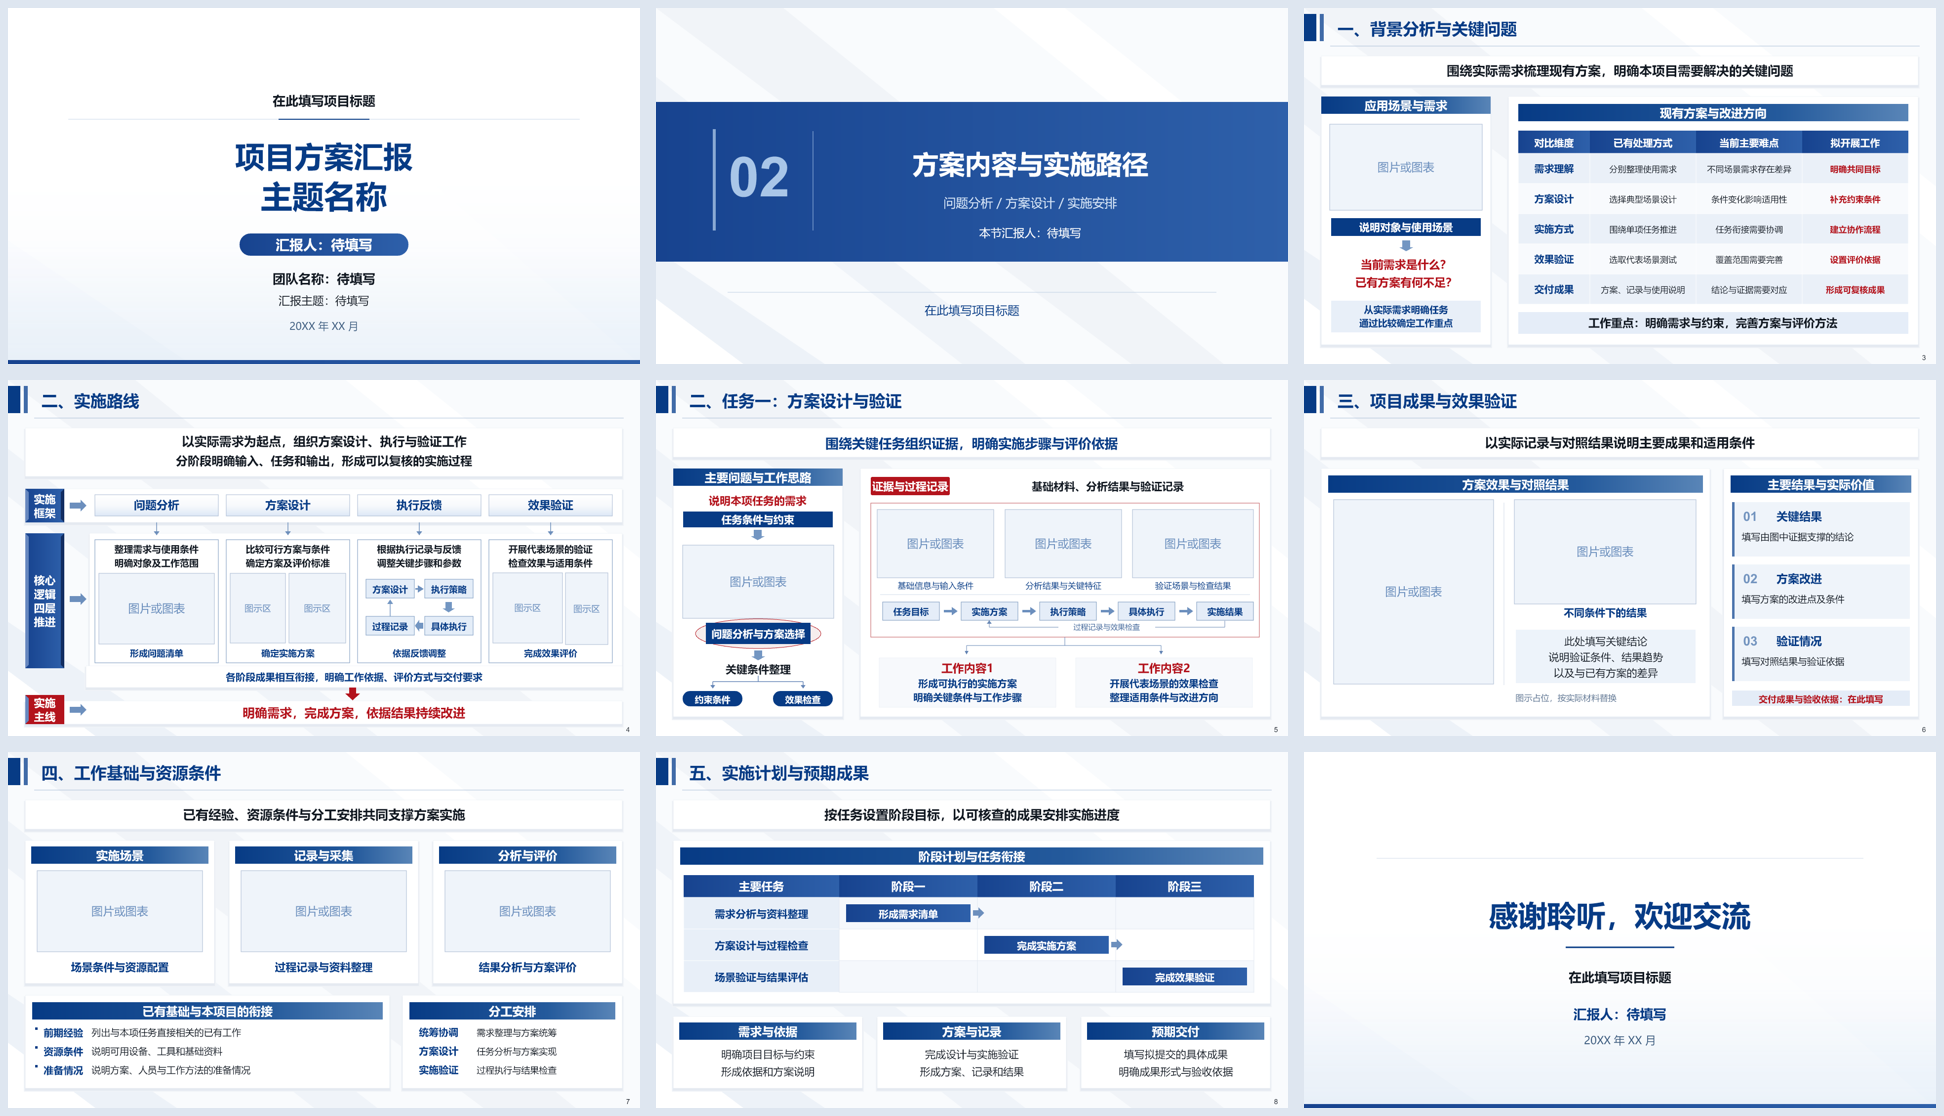 在此填写项目标题
项目方案汇报
主题名称
汇报人：待填写
团队名称：待填写
汇报主题：待填写
20XX 年 XX 月
02
方案内容与实施路径
问题分析 / 方案设计 / 实施安排
本节汇报人：待填写
在此填写项目标题
一、背景分析与关键问题
围绕实际需求梳理现有方案，明确本项目需要解决的关键问题
应用场景与需求
图片或图表
说明对象与使用场景
当前需求是什么？
已有方案有何不足？
从实际需求明确任务
通过比较确定工作重点
现有方案与改进方向
对比维度 已有处理方式 当前主要难点 拟开展工作
需求理解 分别整理使用需求 不同场景需求存在差异 明确共同目标
方案设计 选择典型场景设计 条件变化影响适用性 补充约束条件
实施方式 围绕单项任务推进 任务衔接需要协调 建立协作流程
效果验证 选取代表场景测试 覆盖范围需要完善 设置评价依据
交付成果 方案、记录与使用说明 结论与证据需要对应 形成可复核成果
工作重点：明确需求与约束，完善方案与评价方法
3
二、实施路线
以实际需求为起点，组织方案设计、执行与验证工作
分阶段明确输入、任务和输出，形成可以复核的实施过程
实施
框架
问题分析 方案设计 执行反馈 效果验证
核心
逻辑
四层
推进
整理需求与使用条件
明确对象及工作范围
图片或图表
形成问题清单
比较可行方案与条件
确定方案及评价标准
图示区 图示区
确定实施方案
根据执行记录与反馈
调整关键步骤和参数
方案设计 执行策略
过程记录 具体执行
依据反馈调整
开展代表场景的验证
检查效果与适用条件
图示区 图示区
完成效果评价
各阶段成果相互衔接，明确工作依据、评价方式与交付要求
实施
主线
明确需求，完成方案，依据结果持续改进
4
二、任务一：方案设计与验证
围绕关键任务组织证据，明确实施步骤与评价依据
主要问题与工作思路
说明本项任务的需求
任务条件与约束
图片或图表
问题分析与方案选择
关键条件整理
约束条件 效果检查
证据与过程记录 基础材料、分析结果与验证记录
图片或图表 图片或图表 图片或图表
基础信息与输入条件 分析结果与关键特征 验证场景与检查结果
任务目标 实施方案 执行策略 具体执行 实施结果
过程记录与效果检查
工作内容1
形成可执行的实施方案
明确关键条件与工作步骤
工作内容2
开展代表场景的效果检查
整理适用条件与改进方向
5
三、项目成果与效果验证
以实际记录与对照结果说明主要成果和适用条件
方案效果与对照结果
图片或图表
图片或图表
不同条件下的结果
此处填写关键结论
说明验证条件、结果趋势
以及与已有方案的差异
图示占位，按实际材料替换
主要结果与实际价值
01 关键结果
填写由图中证据支撑的结论
02 方案改进
填写方案的改进点及条件
03 验证情况
填写对照结果与验证依据
交付成果与验收依据：在此填写
6
四、工作基础与资源条件
已有经验、资源条件与分工安排共同支撑方案实施
实施场景
图片或图表
场景条件与资源配置
记录与采集
图片或图表
过程记录与资料整理
分析与评价
图片或图表
结果分析与方案评价
已有基础与本项目的衔接
前期经验 列出与本项任务直接相关的已有工作
资源条件 说明可用设备、工具和基础资料
准备情况 说明方案、人员与工作方法的准备情况
分工安排
统筹协调 需求整理与方案统筹
方案设计 任务分析与方案实现
实施验证 过程执行与结果检查
7
五、实施计划与预期成果
按任务设置阶段目标，以可核查的成果安排实施进度
阶段计划与任务衔接
主要任务 阶段一 阶段二 阶段三
需求分析与资料整理 形成需求清单
方案设计与过程检查 完成实施方案
场景验证与结果评估 完成效果验证
需求与依据
明确项目目标与约束
形成依据和方案说明
方案与记录
完成设计与实施验证
形成方案、记录和结果
预期交付
填写拟提交的具体成果
明确成果形式与验收依据
8
感谢聆听，欢迎交流
在此填写项目标题
汇报人：待填写
20XX 年 XX 月